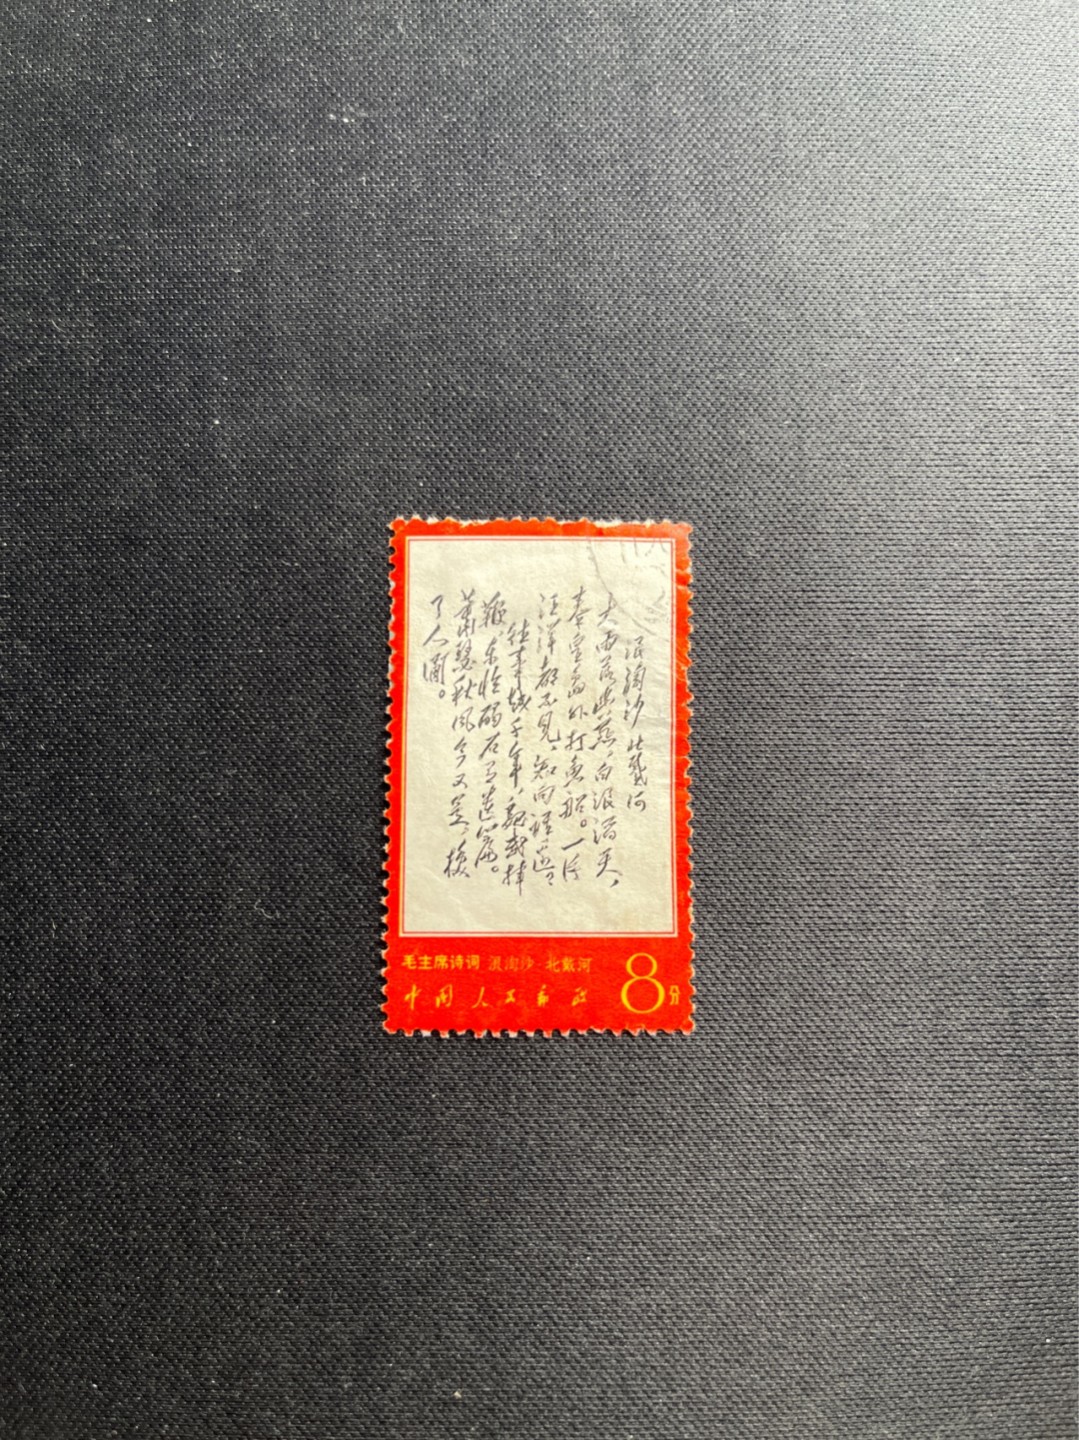 浪淘沙 北戴河
大雨落幽燕,白浪滔天,
秦皇岛外打鱼船。一片
汪洋都不见,知向谁边?
往事越千年,魏武挥
鞭,东临碣石有遗篇。
萧瑟秋风今又是,换
了人间。
毛主席诗词 浪淘沙 北戴河
中国人民邮政
8分